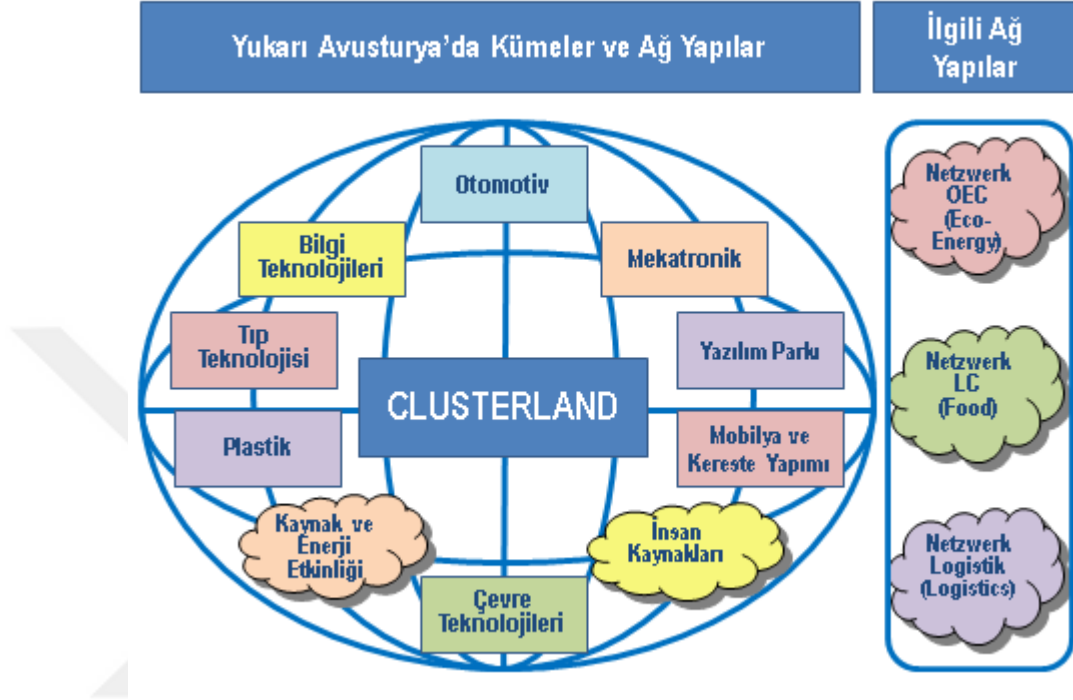 Yukarı Avusturya'da Kümeler ve Ağ Yapılar
İlgili Ağ
Yapılar
Otomotiv
Bilgi
Teknolojileri
Mekatronik
Tıp
Teknolojisi
Yazılım Parkı
CLUSTERLAND
Plastik
Mobilya ve
Kereste Yapımı
Kaynak ve
Enerji
Etkinliği
İnsan
Kaynakları
Çevre
Teknolojileri
Netzwerk
OEC
(Eco-
Energy)
Netzwerk
LC
(Food)
Netzwerk
Logistik
(Logistics)